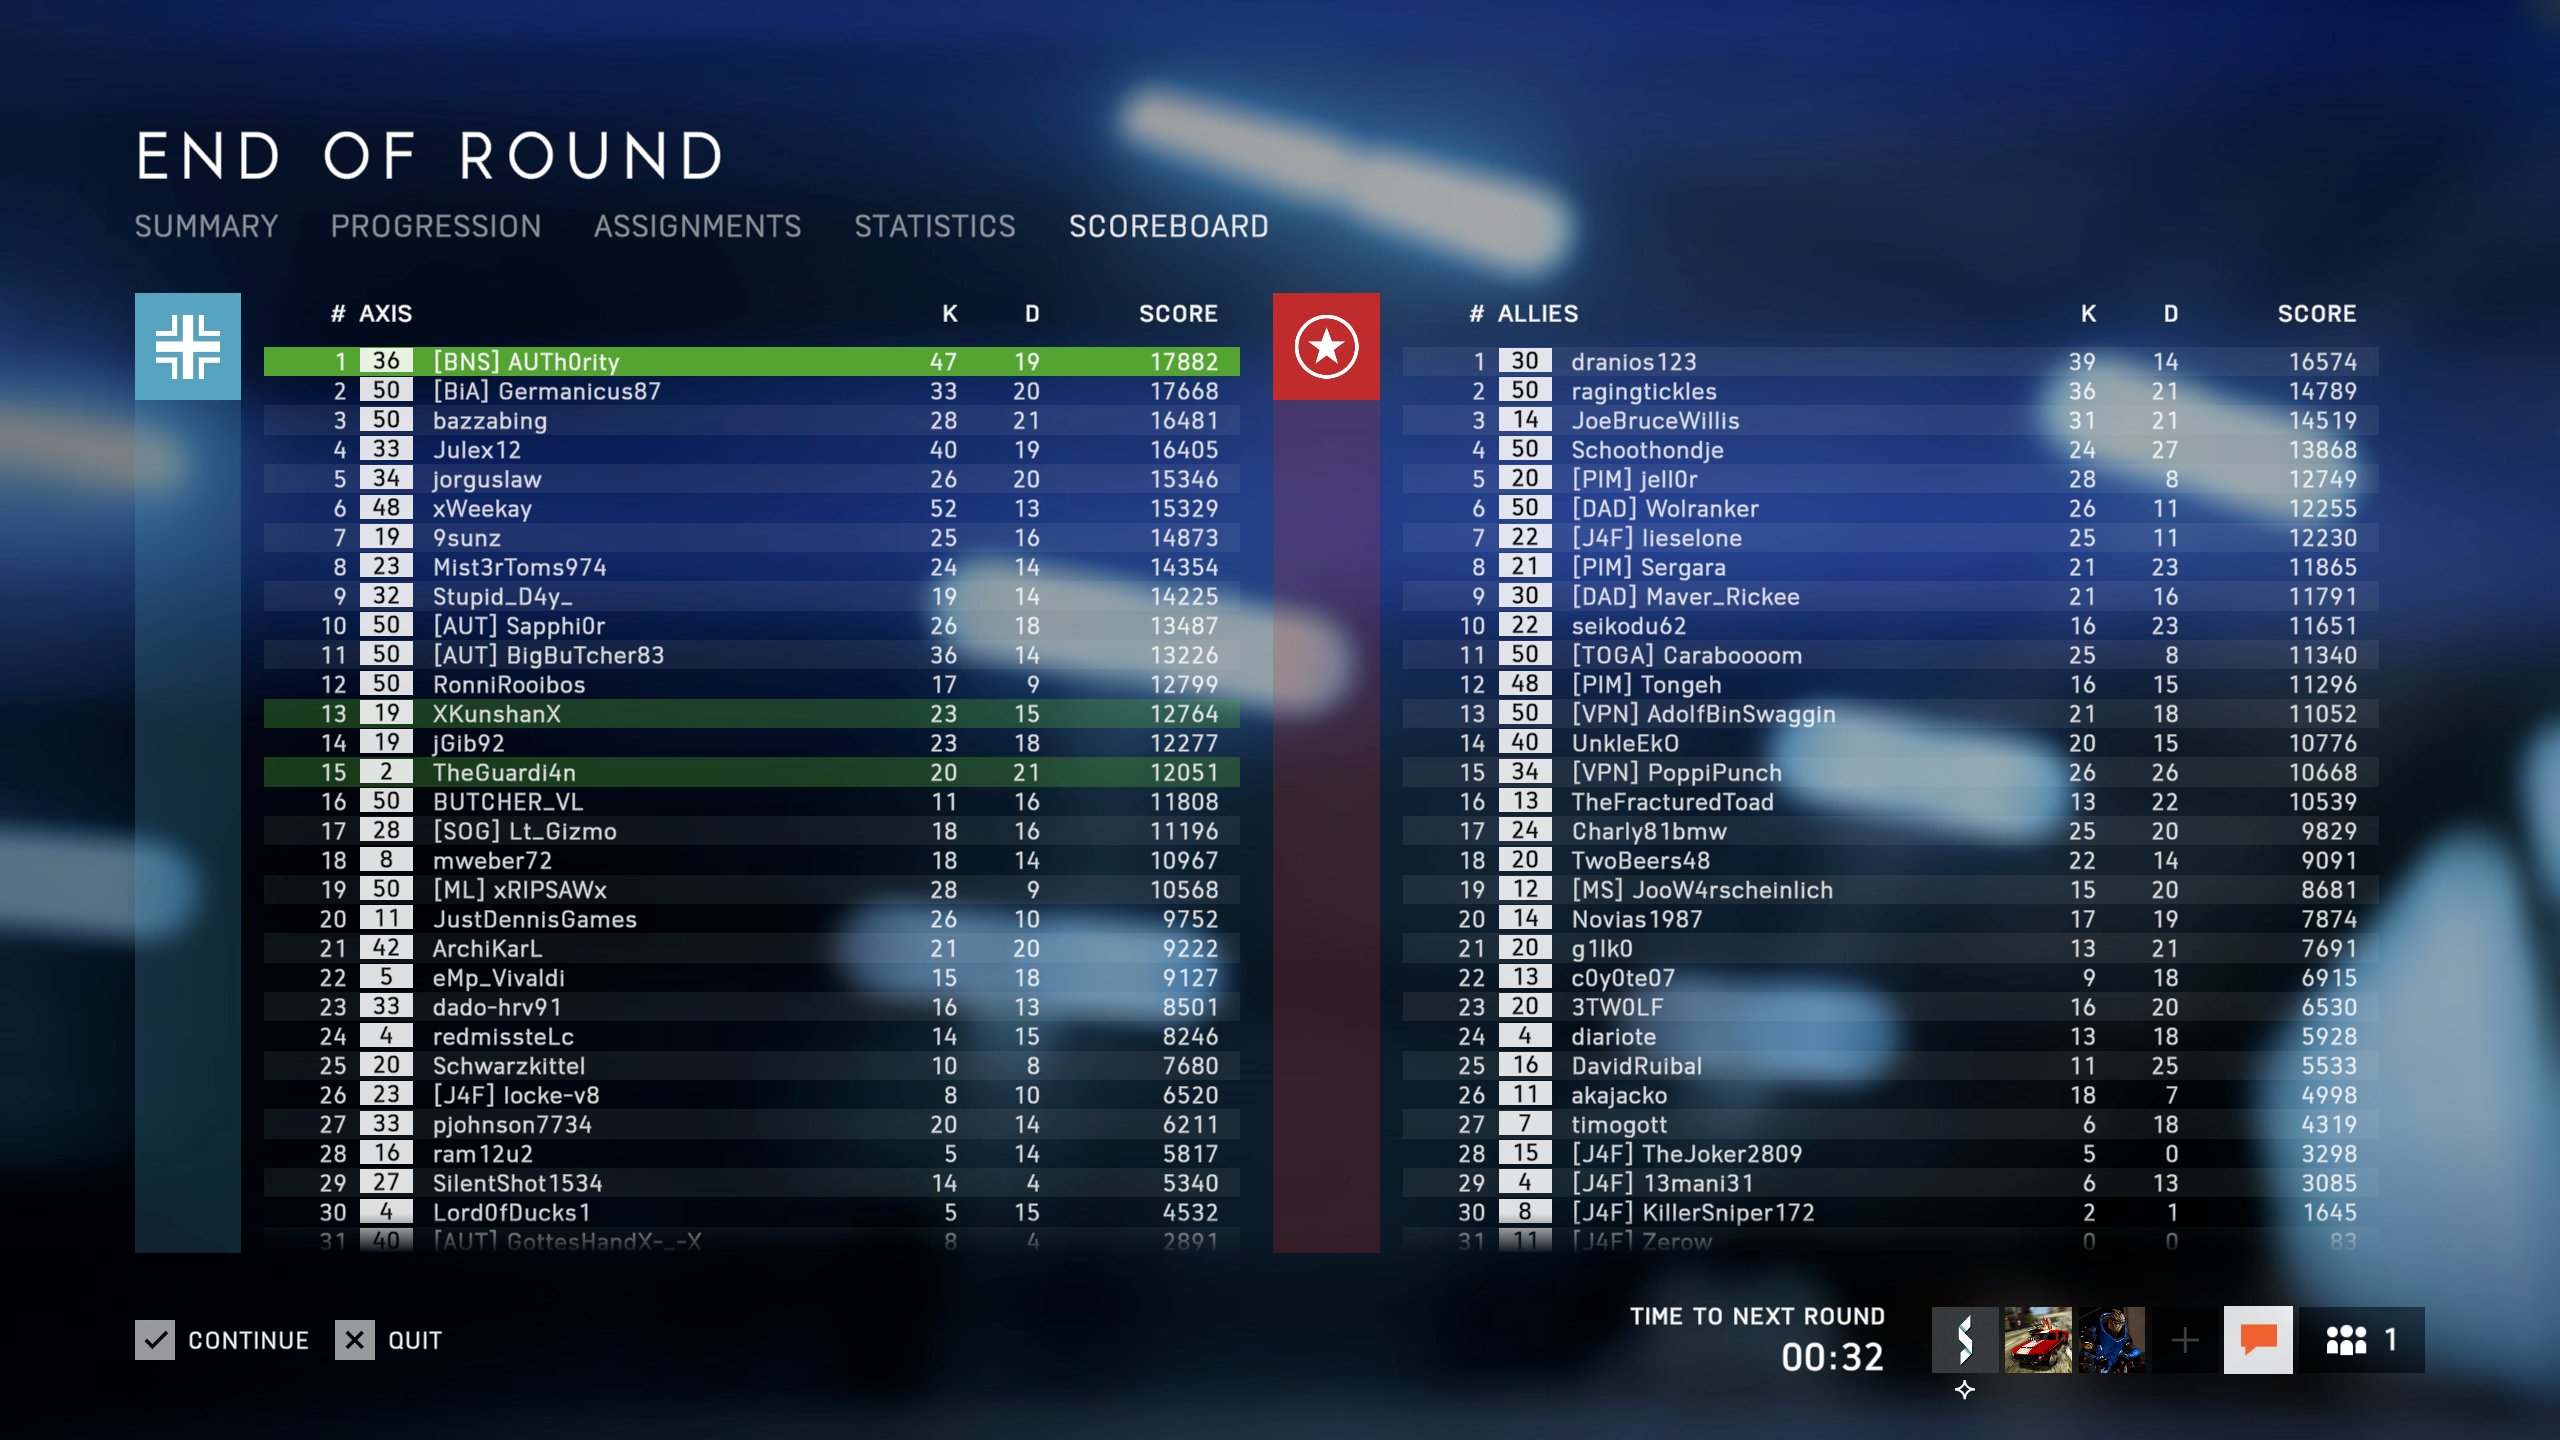 END OF ROUND
SUMMARY PROGRESSION ASSIGNMENTS STATISTICS SCOREBOARD
# AXIS K D SCORE
1 36 [BNS] AUTh0rity 47 19 17882
2 50 [BiA] Germanicus87 33 20 17668
3 50 bazzabing 28 21 16481
4 33 Julex12 40 19 16405
5 34 jorguslaw 26 20 15346
6 48 xWeekay 52 13 15329
7 19 9sunz 25 16 14873
8 23 Mist3rToms974 24 14 14354
9 32 Stupid_D4y_ 19 14 14225
10 50 [AUT] Sapphi0r 26 18 13487
11 50 [AUT] BigBuTcher83 36 14 13226
12 50 RonniRooibos 17 9 12799
13 19 XKunshanX 23 15 12764
14 19 jGib92 23 18 12277
15 2 TheGuardi4n 20 21 12051
16 50 BUTCHER_VL 11 16 11808
17 28 [SOG] Lt_Gizmo 18 16 11196
18 8 mweber72 18 14 10967
19 50 [ML] xRIPSAWx 28 9 10568
20 11 JustDennisGames 26 10 9752
21 42 ArchiKarL 21 20 9222
22 5 eMp_Vivaldi 15 18 9127
23 33 dado-hrv91 16 13 8501
24 4 redmissteLc 14 15 8246
25 20 Schwarzkittel 10 8 7680
26 23 [J4F] locke-v8 8 10 6520
27 33 pjohnson7734 20 14 6211
28 16 ram12u2 5 14 5817
29 27 SilentShot1534 14 4 5340
30 4 LordOfDucks1 5 15 4532
31 40 [AUT] GottesHandX-_-X 8 4 2891
# ALLIES K D SCORE
1 30 dranios123 39 14 16574
2 50 ragingtickles 36 21 14789
3 14 JoeBruceWillis 31 21 14519
4 50 Schoothondje 24 27 13868
5 20 [PIM] jell0r 28 8 12749
6 50 [DAD] Wolranker 26 11 12255
7 22 [J4F] lieselone 25 11 12230
8 21 [PIM] Sergara 21 23 11865
9 30 [DAD] Maver_Rickee 21 16 11791
10 22 seikodu62 16 23 11651
11 50 [TOGA] Caraboooom 25 8 11340
12 48 [PIM] Tongeh 16 15 11296
13 50 [VPN] AdolfBinSwaggin 21 18 11052
14 40 UnkleEkO 20 15 10776
15 34 [VPN] PoppiPunch 26 26 10668
16 13 TheFracturedToad 13 22 10539
17 24 Charly81bmw 25 20 9829
18 20 TwoBeers48 22 14 9091
19 12 [MS] JooW4rscheinlich 15 20 8681
20 14 Novias1987 17 19 7874
21 20 g1lk0 13 21 7691
22 13 c0y0te07 9 18 6915
23 20 3TWOLF 16 20 6530
24 4 diariote 13 18 5928
25 16 DavidRuibal 11 25 5533
26 11 akajacko 18 7 4998
27 7 timogott 6 18 4319
28 15 [J4F] TheJoker2809 5 0 3298
29 4 [J4F] 13mani31 6 13 3085
30 8 [J4F] KillerSniper172 2 1 1645
31 11 [J4F] Zerow 0 0 83
CONTINUE QUIT
TIME TO NEXT ROUND
00:32
1